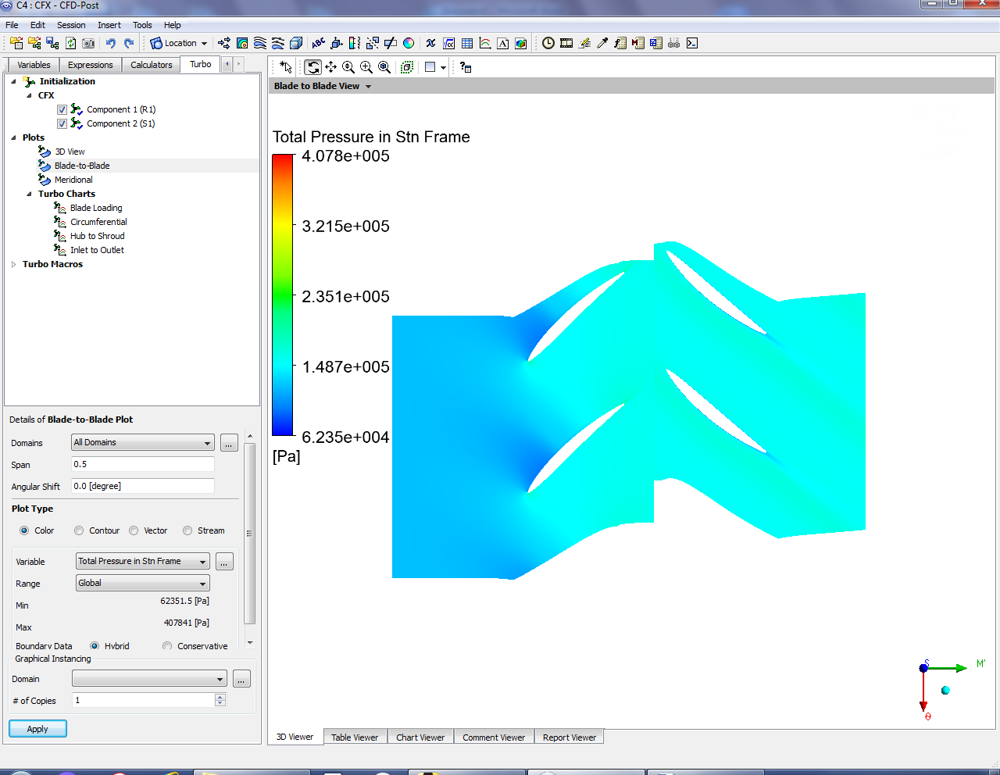 C4 : CFX - CFD-Post
File Edit Session Insert Tools Help
Location
Variables Expressions Calculators Turbo
Initialization
CFX
Component 1 (R1)
Component 2 (S1)
Plots
3D View
Blade-to-Blade
Meridional
Turbo Charts
Blade Loading
Circumferential
Hub to Shroud
Inlet to Outlet
Turbo Macros
Details of Blade-to-Blade Plot
Domains All Domains ...
Span 0.5
Angular Shift 0.0 [degree]
Plot Type
Color Contour Vector Stream
Variable Total Pressure in Stn Frame ...
Range Global
Min 62351.5 [Pa]
Max 407841 [Pa]
Boundary Data Hybrid Conservative
Graphical Instancing
Domain ...
# of Copies 1
Apply
Blade to Blade View
Total Pressure in Stn Frame
4.078e+005
3.215e+005
2.351e+005
1.487e+005
6.235e+004
[Pa]
S M'
θ
3D Viewer Table Viewer Chart Viewer Comment Viewer Report Viewer